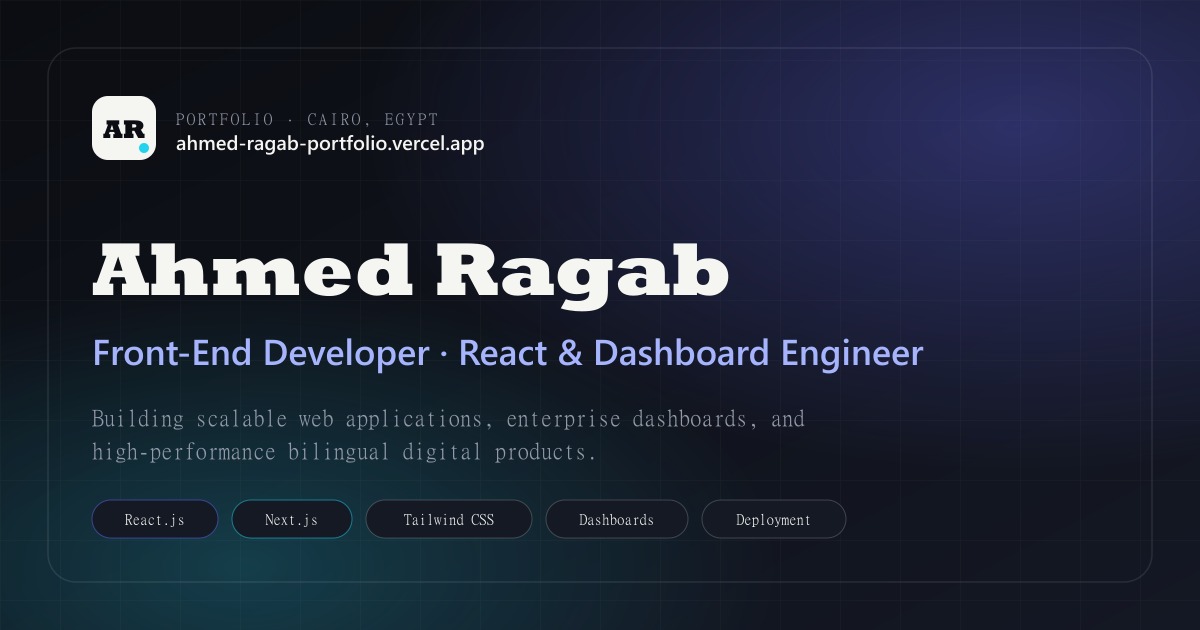 AR
PORTFOLIO · CAIRO, EGYPT
ahmed-ragab-portfolio.vercel.app
Ahmed Ragab
Front-End Developer · React & Dashboard Engineer
Building scalable web applications, enterprise dashboards, and
high-performance bilingual digital products.
React.js Next.js Tailwind CSS Dashboards Deployment